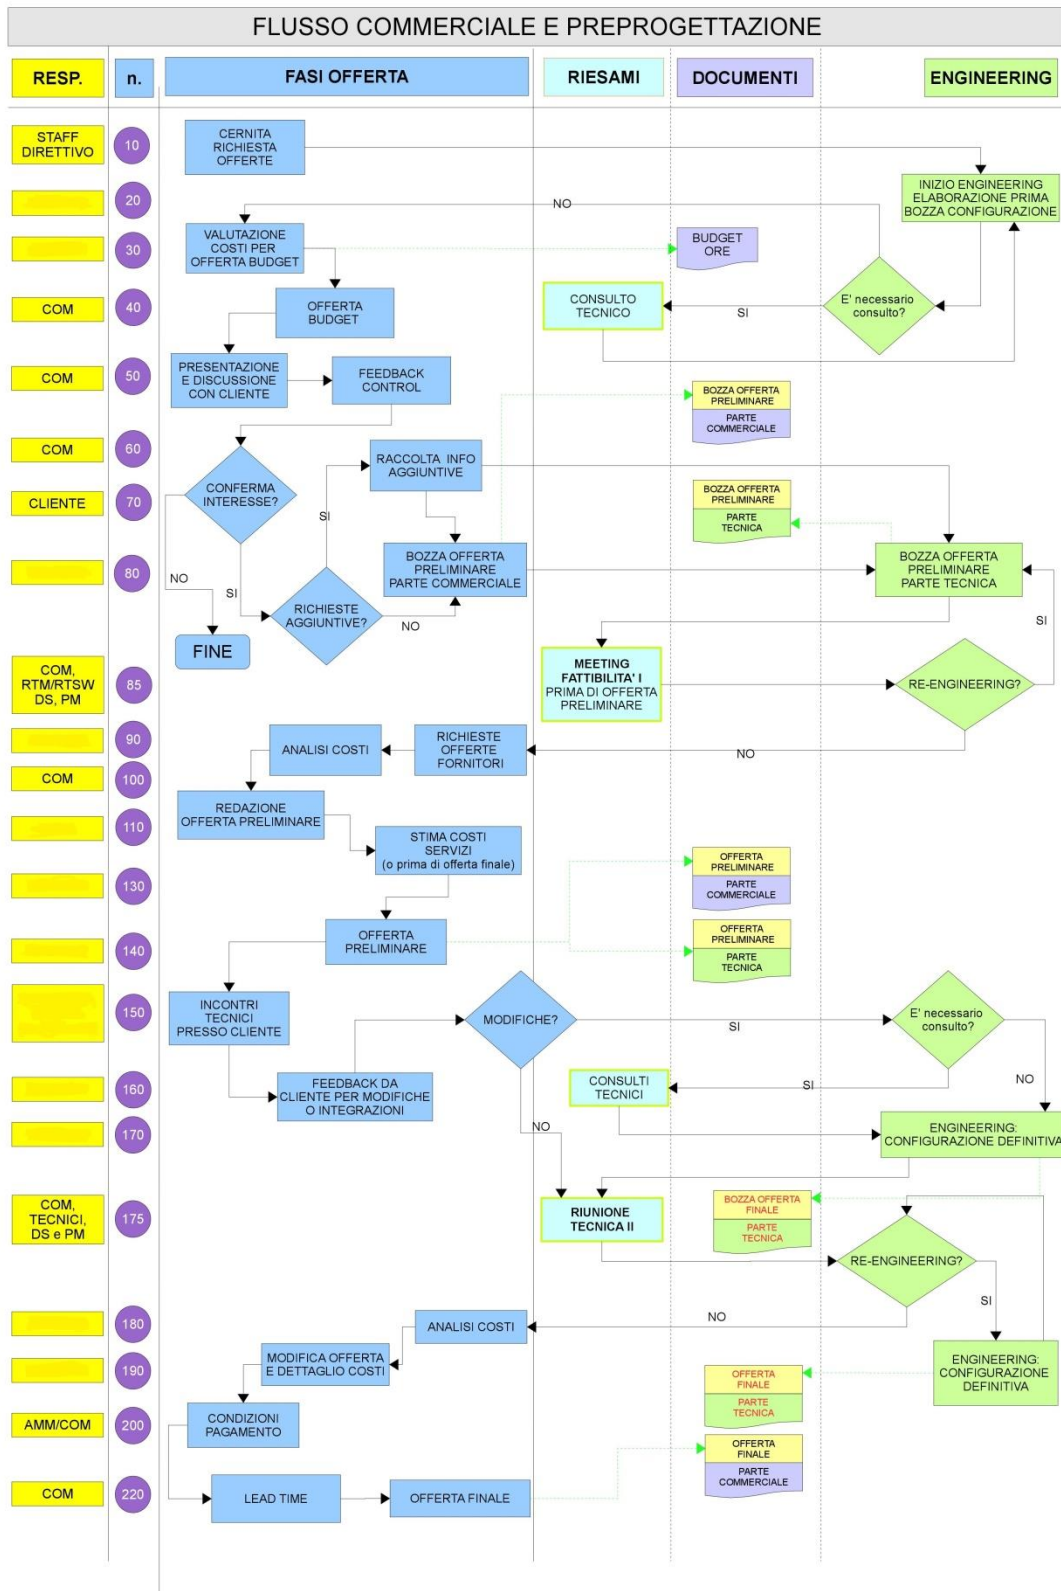 FLUSSO COMMERCIALE E PREPROGETTAZIONE
RESP.
n.
FASI OFFERTA
RIESAMI
DOCUMENTI
ENGINEERING
STAFF
DIRETTIVO
10
CERNITA
RICHIESTA
OFFERTE
20
NO
INIZIO ENGINEERING
ELABORAZIONE PRIMA
BOZZA CONFIGURAZIONE
30
VALUTAZIONE
COSTI PER
OFFERTA BUDGET
BUDGET
ORE
COM
40
OFFERTA
BUDGET
CONSULTO
TECNICO
SI
E' necessario
consulto?
COM
50
PRESENTAZIONE
E DISCUSSIONE
CON CLIENTE
FEEDBACK
CONTROL
BOZZA OFFERTA
PRELIMINARE
PARTE
COMMERCIALE
COM
60
RACCOLTA INFO
AGGIUNTIVE
CLIENTE
70
CONFERMA
INTERESSE?
SI
BOZZA OFFERTA
PRELIMINARE
PARTE
TECNICA
80
NO
SI
RICHIESTE
AGGIUNTIVE?
NO
BOZZA OFFERTA
PRELIMINARE
PARTE COMMERCIALE
BOZZA OFFERTA
PRELIMINARE
PARTE TECNICA
SI
FINE
COM,
RTM/RTSW
DS, PM
85
MEETING
FATTIBILITA' I
PRIMA DI OFFERTA
PRELIMINARE
RE-ENGINEERING?
90
ANALISI COSTI
RICHIESTE
OFFERTE
FORNITORI
NO
COM
100
REDAZIONE
OFFERTA PRELIMINARE
110
STIMA COSTI
SERVIZI
(o prima di offerta finale)
130
OFFERTA
PRELIMINARE
PARTE
COMMERCIALE
140
OFFERTA
PRELIMINARE
OFFERTA
PRELIMINARE
PARTE
TECNICA
150
INCONTRI
TECNICI
PRESSO CLIENTE
MODIFICHE?
SI
E' necessario
consulto?
160
FEEDBACK DA
CLIENTE PER MODIFICHE
O INTEGRAZIONI
CONSULTI
TECNICI
SI
NO
170
NO
ENGINEERING:
CONFIGURAZIONE DEFINITIVA
COM,
TECNICI,
DS e PM
175
RIUNIONE
TECNICA II
BOZZA OFFERTA
FINALE
PARTE
TECNICA
RE-ENGINEERING?
SI
180
ANALISI COSTI
NO
190
MODIFICA OFFERTA
E DETTAGLIO COSTI
OFFERTA
FINALE
PARTE
TECNICA
ENGINEERING:
CONFIGURAZIONE
DEFINITIVA
AMM/COM
200
CONDIZIONI
PAGAMENTO
OFFERTA
FINALE
PARTE
COMMERCIALE
COM
220
LEAD TIME
OFFERTA FINALE